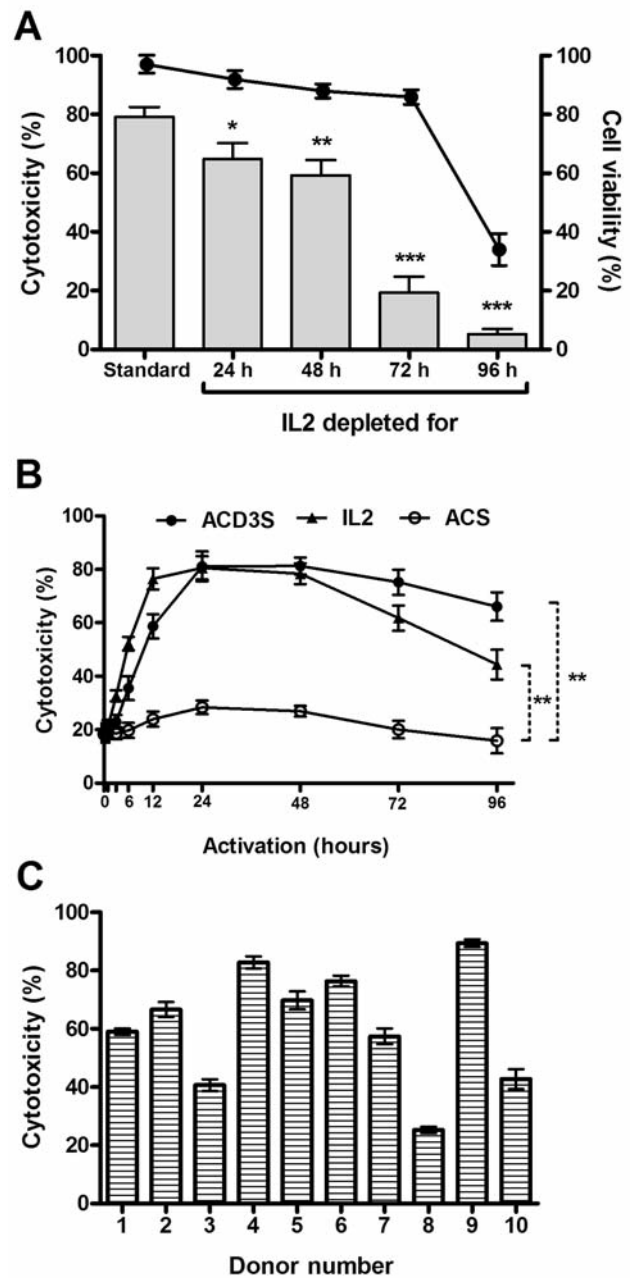 A
Cytotoxicity (%)
100
80
60
40
20
0
*
**
***
***
100
80
60
40
20
0
Cell viability (%)
Standard 24 h 48 h 72 h 96 h
IL2 depleted for
B
ACD3S IL2 ACS
Cytotoxicity (%)
100
80
60
40
20
0
**
**
0 6 12 24 48 72 96
Activation (hours)
C
Cytotoxicity (%)
100
80
60
40
20
0
1 2 3 4 5 6 7 8 9 10
Donor number